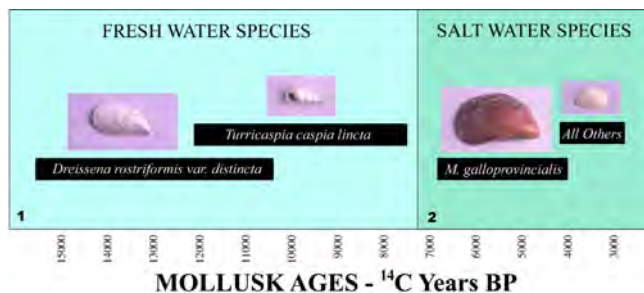 FRESH WATER SPECIES
SALT WATER SPECIES
Turricaspia caspia lincta
All Others
Dreissena rostriformis var. distincta
M. galloprovincialis
1
2
15000 14000 13000 12000 11000 10000 9000 8000 7000 6000 5000 4000 3000
MOLLUSK AGES - ¹⁴C Years BP